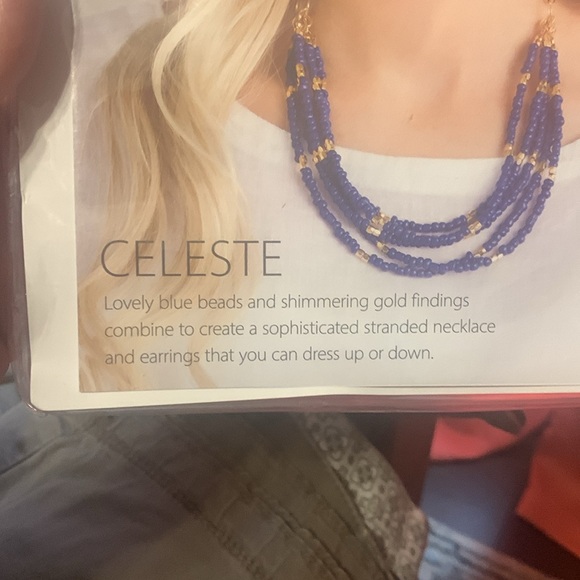 CELESTE
Lovely blue beads and shimmering gold findings
combine to create a sophisticated stranded necklace
and earrings that you can dress up or down.